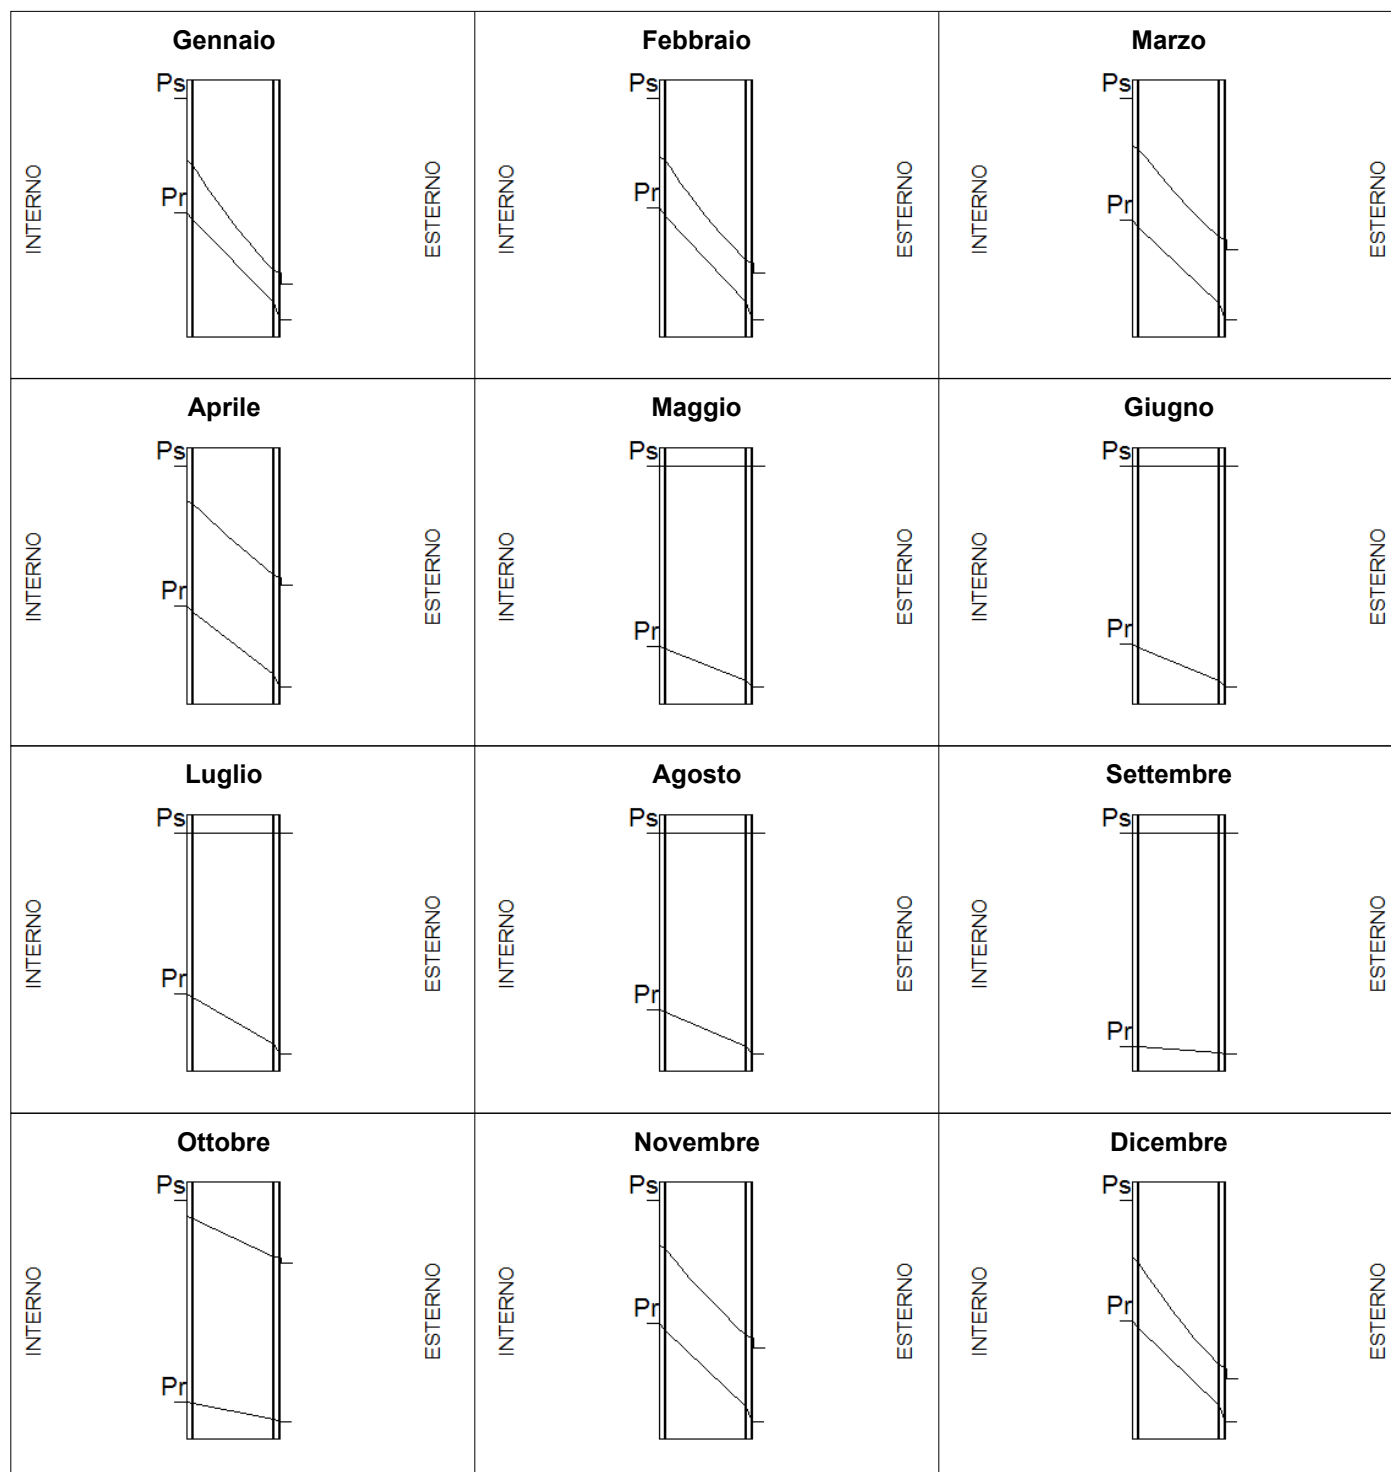 Gennaio
Ps
Pr
INTERNO
ESTERNO
Febbraio
Ps
Pr
INTERNO
ESTERNO
Marzo
Ps
Pr
INTERNO
ESTERNO
Aprile
Ps
Pr
INTERNO
ESTERNO
Maggio
Ps
Pr
INTERNO
ESTERNO
Giugno
Ps
Pr
INTERNO
ESTERNO
Luglio
Ps
Pr
INTERNO
ESTERNO
Agosto
Ps
Pr
INTERNO
ESTERNO
Settembre
Ps
Pr
INTERNO
ESTERNO
Ottobre
Ps
Pr
INTERNO
ESTERNO
Novembre
Ps
Pr
INTERNO
ESTERNO
Dicembre
Ps
Pr
INTERNO
ESTERNO